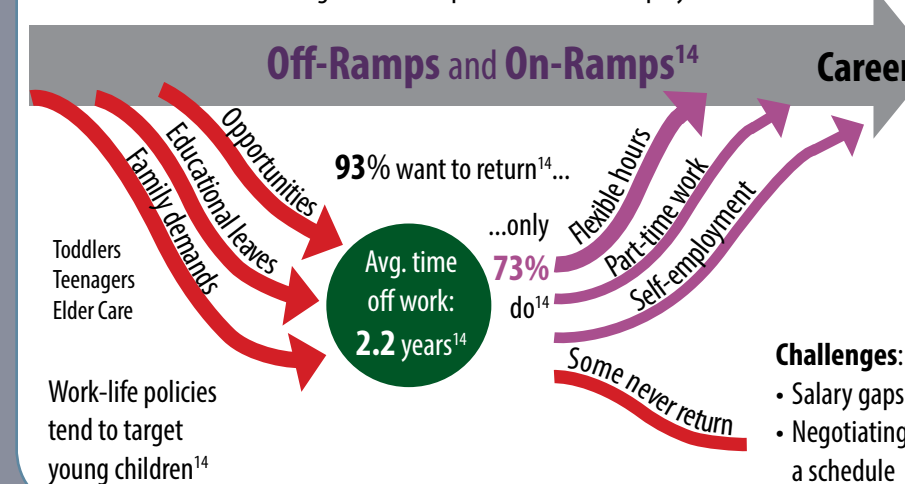 Off-Ramps and On-Ramps¹⁴
Career
Opportunities
Educational leaves
Family demands
93% want to return¹⁴...
...only
73%
do¹⁴
Flexible hours
Part-time work
Self-employment
Toddlers
Teenagers
Elder Care
Avg. time
off work:
2.2 years¹⁴
Some never return
Work-life policies
tend to target
young children¹⁴
Challenges:
• Salary gaps
• Negotiating
a schedule